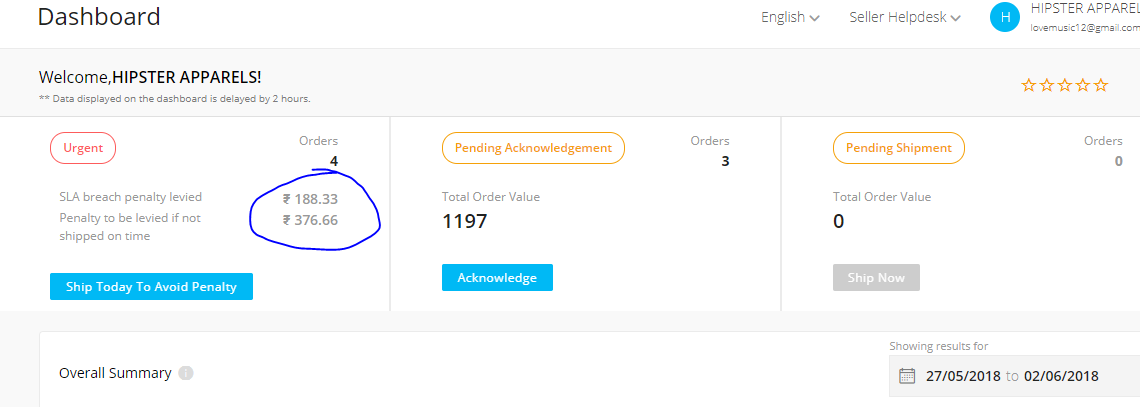 Dashboard
English
Seller Helpdesk
H
HIPSTER APPARELS
lovemusic12@gmail.com
Welcome,HIPSTER APPARELS!
** Data displayed on the dashboard is delayed by 2 hours.
Urgent
Orders
4
SLA breach penalty levied
₹ 188.33
Penalty to be levied if not
shipped on time
₹ 376.66
Ship Today To Avoid Penalty
Pending Acknowledgement
Orders
3
Total Order Value
1197
Acknowledge
Pending Shipment
Orders
0
Total Order Value
0
Ship Now
Overall Summary
Showing results for
27/05/2018 to 02/06/2018